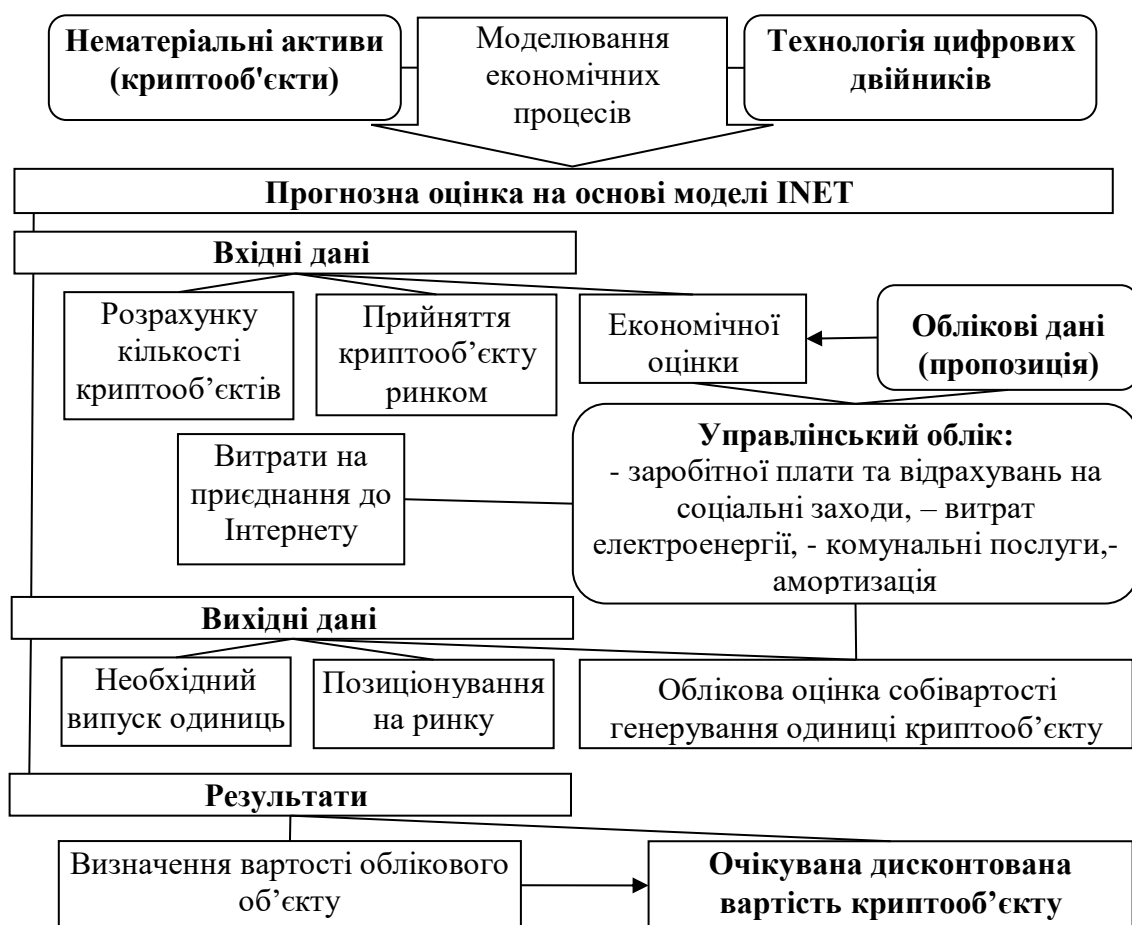 Нематеріальні активи
(криптооб'єкти)
Моделювання
економічних
процесів
Технологія цифрових
двійників
Прогнозна оцінка на основі моделі INET
Вхідні дані
Розрахунку
кількості
криптооб’єктів
Прийняття
криптооб’єкту
ринком
Економічної
оцінки
Облікові дані
(пропозиція)
Витрати на
приєднання до
Інтернету
Управлінський облік:
- заробітної плати та відрахувань на
соціальні заходи, – витрат
електроенергії, - комунальні послуги,-
амортизація
Вихідні дані
Необхідний
випуск одиниць
Позиціонування
на ринку
Облікова оцінка собівартості
генерування одиниці криптооб’єкту
Результати
Визначення вартості облікового
об’єкту
Очікувана дисконтована
вартість криптооб’єкту